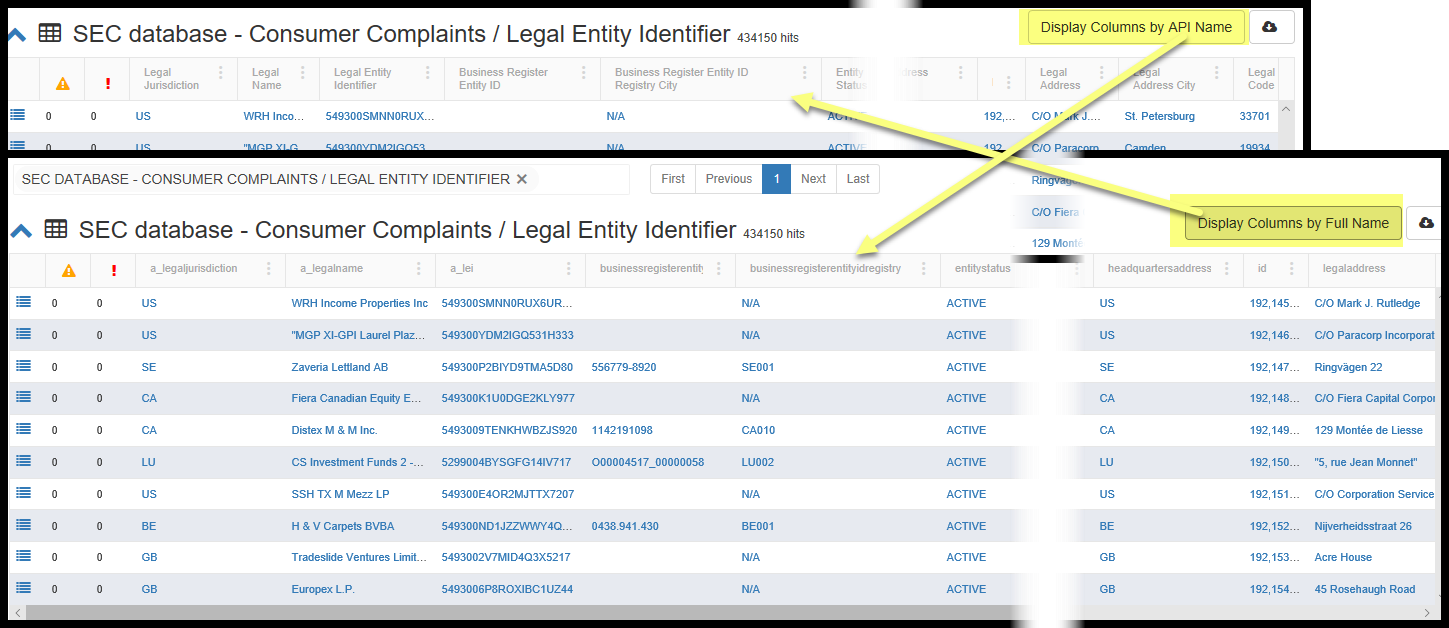 SEC database - Consumer Complaints / Legal Entity Identifier 434150 hits
Display Columns by API Name
Legal Jurisdiction Legal Name Legal Entity Identifier Business Register Entity ID Business Register Entity ID Registry City Entity Status Legal Address Legal Address City Legal Code
0 0 US WRH Inco... 549300SMNN0RUX... N/A 192,... C/O Mark J.... St. Petersburg 33701
0 0 US "MGP XI-G 549300YDM2IGO53 N/A ACTIVE 192 C/O Paracorp Camden 19934
Ringväge
C/O Fiera
129 Monté
SEC DATABASE - CONSUMER COMPLAINTS / LEGAL ENTITY IDENTIFIER ✕
First Previous 1 Next Last
SEC database - Consumer Complaints / Legal Entity Identifier 434150 hits
Display Columns by Full Name
a_legaljurisdiction a_legalname a_lei businessregisterentity businessregisterentityidregistry entitystatus headquartersaddress id legaladdress
0 0 US WRH Income Properties Inc 549300SMNN0RUX6UR... N/A ACTIVE US 192,145... C/O Mark J. Rutledge
0 0 US "MGP XI-GPI Laurel Plaz... 549300YDM2IGQ531H333 N/A ACTIVE US 192,146... C/O Paracorp Incorporat
0 0 SE Zaveria Lettland AB 549300P2BIYD9TMA5D80 556779-8920 SE001 ACTIVE SE 192,147... Ringvägen 22
0 0 CA Fiera Canadian Equity E... 549300K1U0DGE2KLY977 N/A ACTIVE CA 192,148... C/O Fiera Capital Corpor
0 0 CA Distex M & M Inc. 5493009TENKHWBZJS920 1142191098 CA010 ACTIVE CA 192,149... 129 Montée de Liesse
0 0 LU CS Investment Funds 2 -... 5299004BYSGFG14IV717 O00004517_00000058 LU002 ACTIVE LU 192,150... "5, rue Jean Monnet"
0 0 US SSH TX M Mezz LP 549300E4OR2MJTTX7207 N/A ACTIVE US 192,151... C/O Corporation Service
0 0 BE H & V Carpets BVBA 549300ND1JZZWWY4Q... 0438.941.430 BE001 ACTIVE BE 192,152... Nijverheidsstraat 26
0 0 GB Tradeslide Ventures Limit... 5493002V7MID4Q3X5217 N/A ACTIVE GB 192,153... Acre House
0 0 GB Europex L.P. 5493006P8ROXIBC1UZ44 N/A ACTIVE GB 192,154... 45 Rosehaugh Road